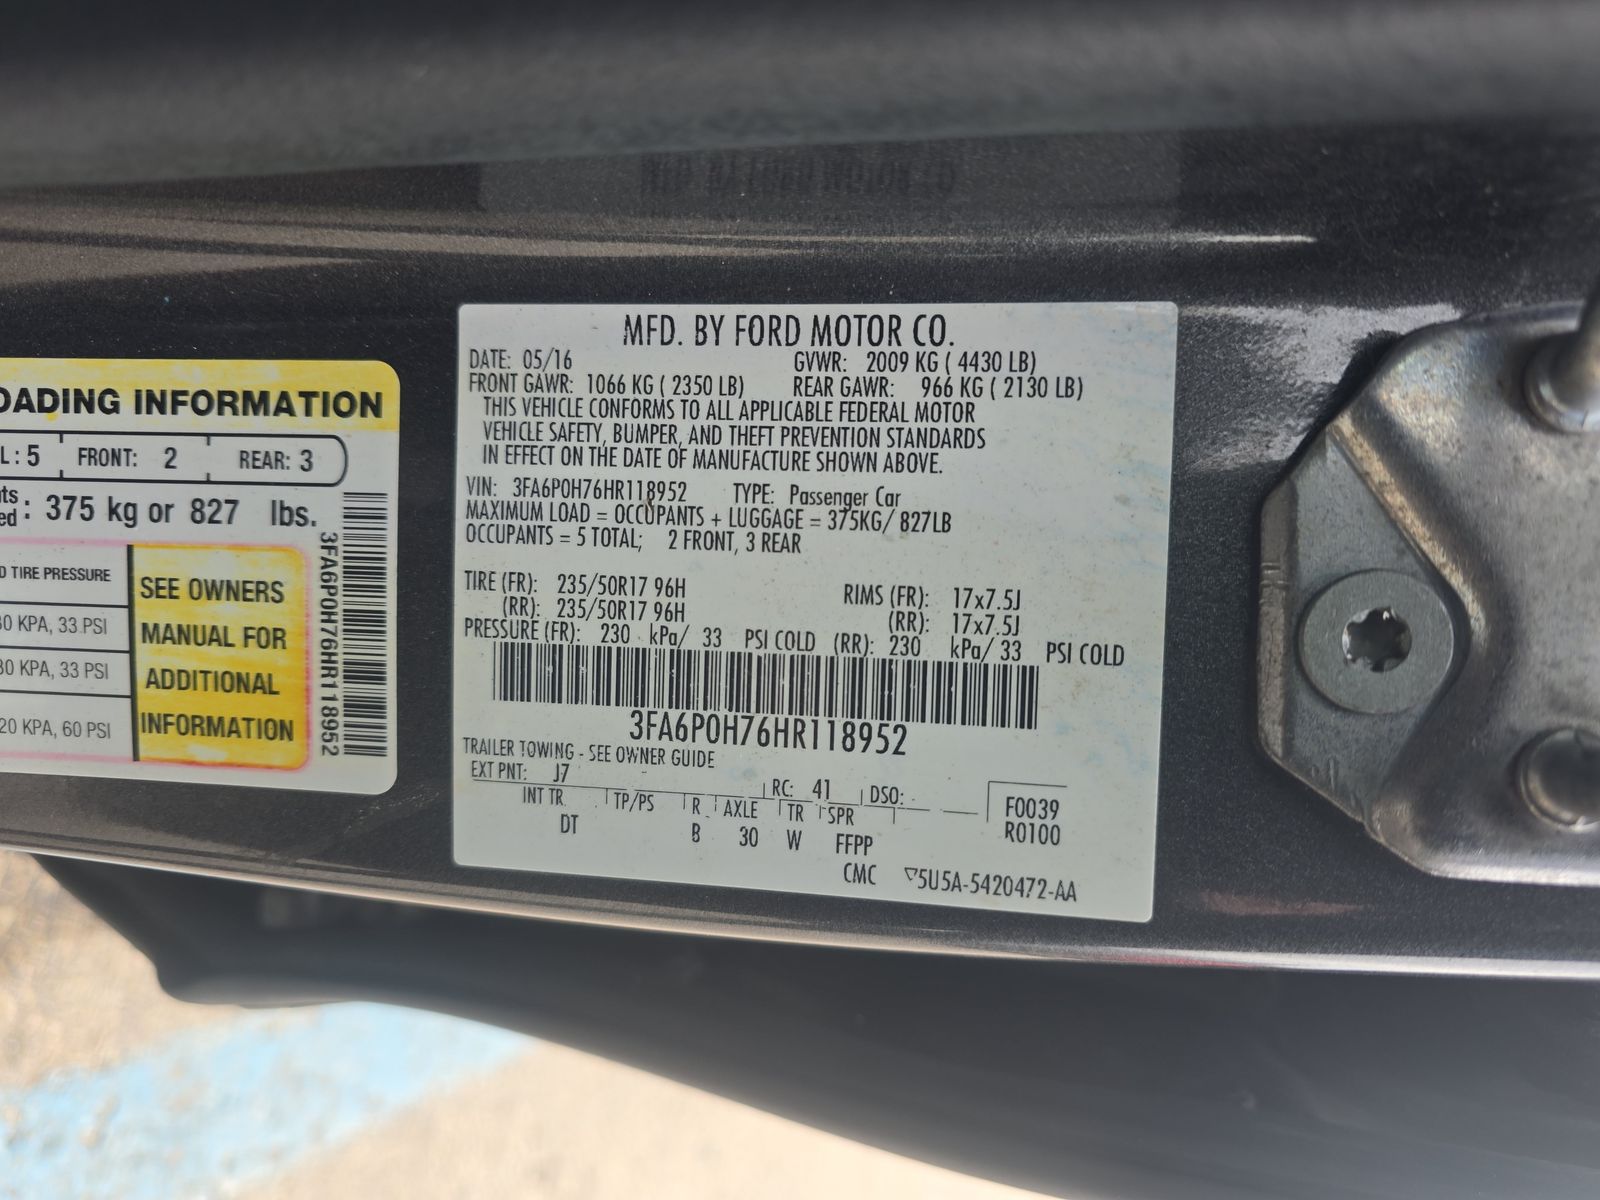 OADING INFORMATION
L: 5 FRONT: 2 REAR: 3
: 375 kg or 827 lbs.
D TIRE PRESSURE
KPA, 33 PSI
KPA, 33 PSI
20 KPA, 60 PSI
SEE OWNERS
MANUAL FOR
ADDITIONAL
INFORMATION
3FA6P0H76HR118952
MFD. BY FORD MOTOR CO.
DATE: 05/16 GVWR: 2009 KG ( 4430 LB)
FRONT GAWR: 1066 KG ( 2350 LB) REAR GAWR: 966 KG ( 2130 LB)
THIS VEHICLE CONFORMS TO ALL APPLICABLE FEDERAL MOTOR
VEHICLE SAFETY, BUMPER, AND THEFT PREVENTION STANDARDS
IN EFFECT ON THE DATE OF MANUFACTURE SHOWN ABOVE.
VIN: 3FA6P0H76HR118952 TYPE: Passenger Car
MAXIMUM LOAD = OCCUPANTS + LUGGAGE = 375KG/ 827LB
OCCUPANTS = 5 TOTAL; 2 FRONT, 3 REAR
TIRE (FR): 235/50R17 96H RIMS (FR): 17x7.5J
(RR): 235/50R17 96H (RR): 17x7.5J
PRESSURE (FR): 230 kPa/ 33 PSI COLD (RR): 230 kPa/ 33 PSI COLD
3FA6P0H76HR118952
TRAILER TOWING - SEE OWNER GUIDE
EXT PNT: J7 RC: 41 DSO:
INT TR TP/PS R AXLE TR SPR
DT B 30 W FFPP
F0039
R0100
CMC ▽5U5A-5420472-AA